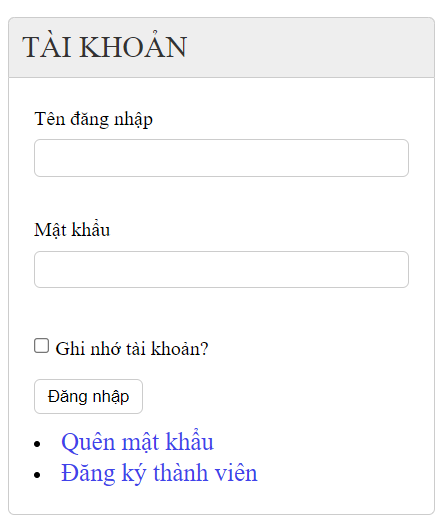 TÀI KHOẢN
Tên đăng nhập
Mật khẩu
Ghi nhớ tài khoản?
Đăng nhập
Quên mật khẩu
Đăng ký thành viên